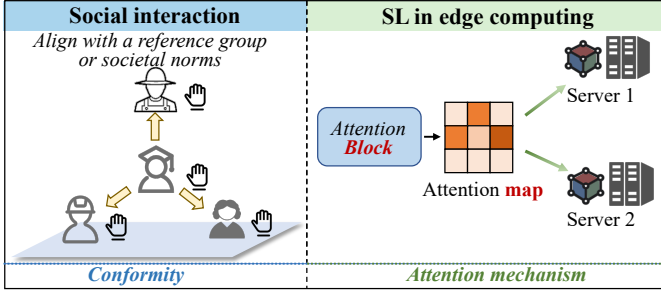 Social interaction
Align with a reference group
or societal norms
Conformity
SL in edge computing
Attention
Block
Attention map
Server 1
Server 2
Attention mechanism